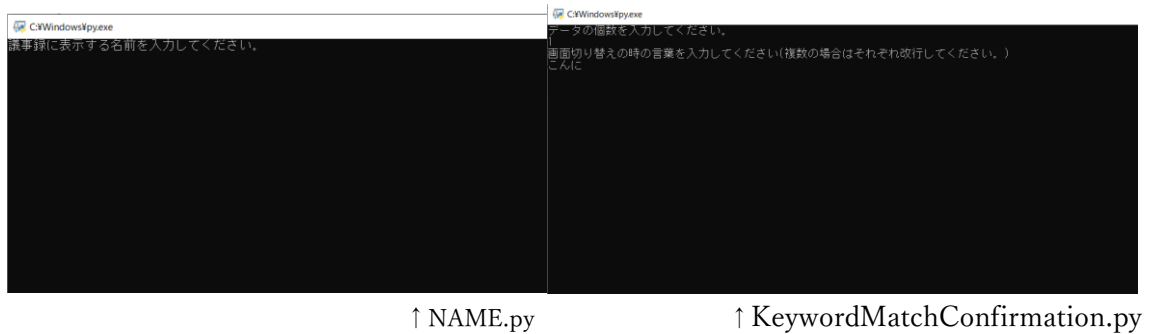 C:¥Windows¥py.exe
議事録に表示する名前を入力してください。
C:¥Windows¥py.exe
データの個数を入力してください。
1
画面切り替えの時の言葉を入力してください(複数の場合はそれぞれ改行してください。)
こんに
↑NAME.py
↑KeywordMatchConfirmation.py